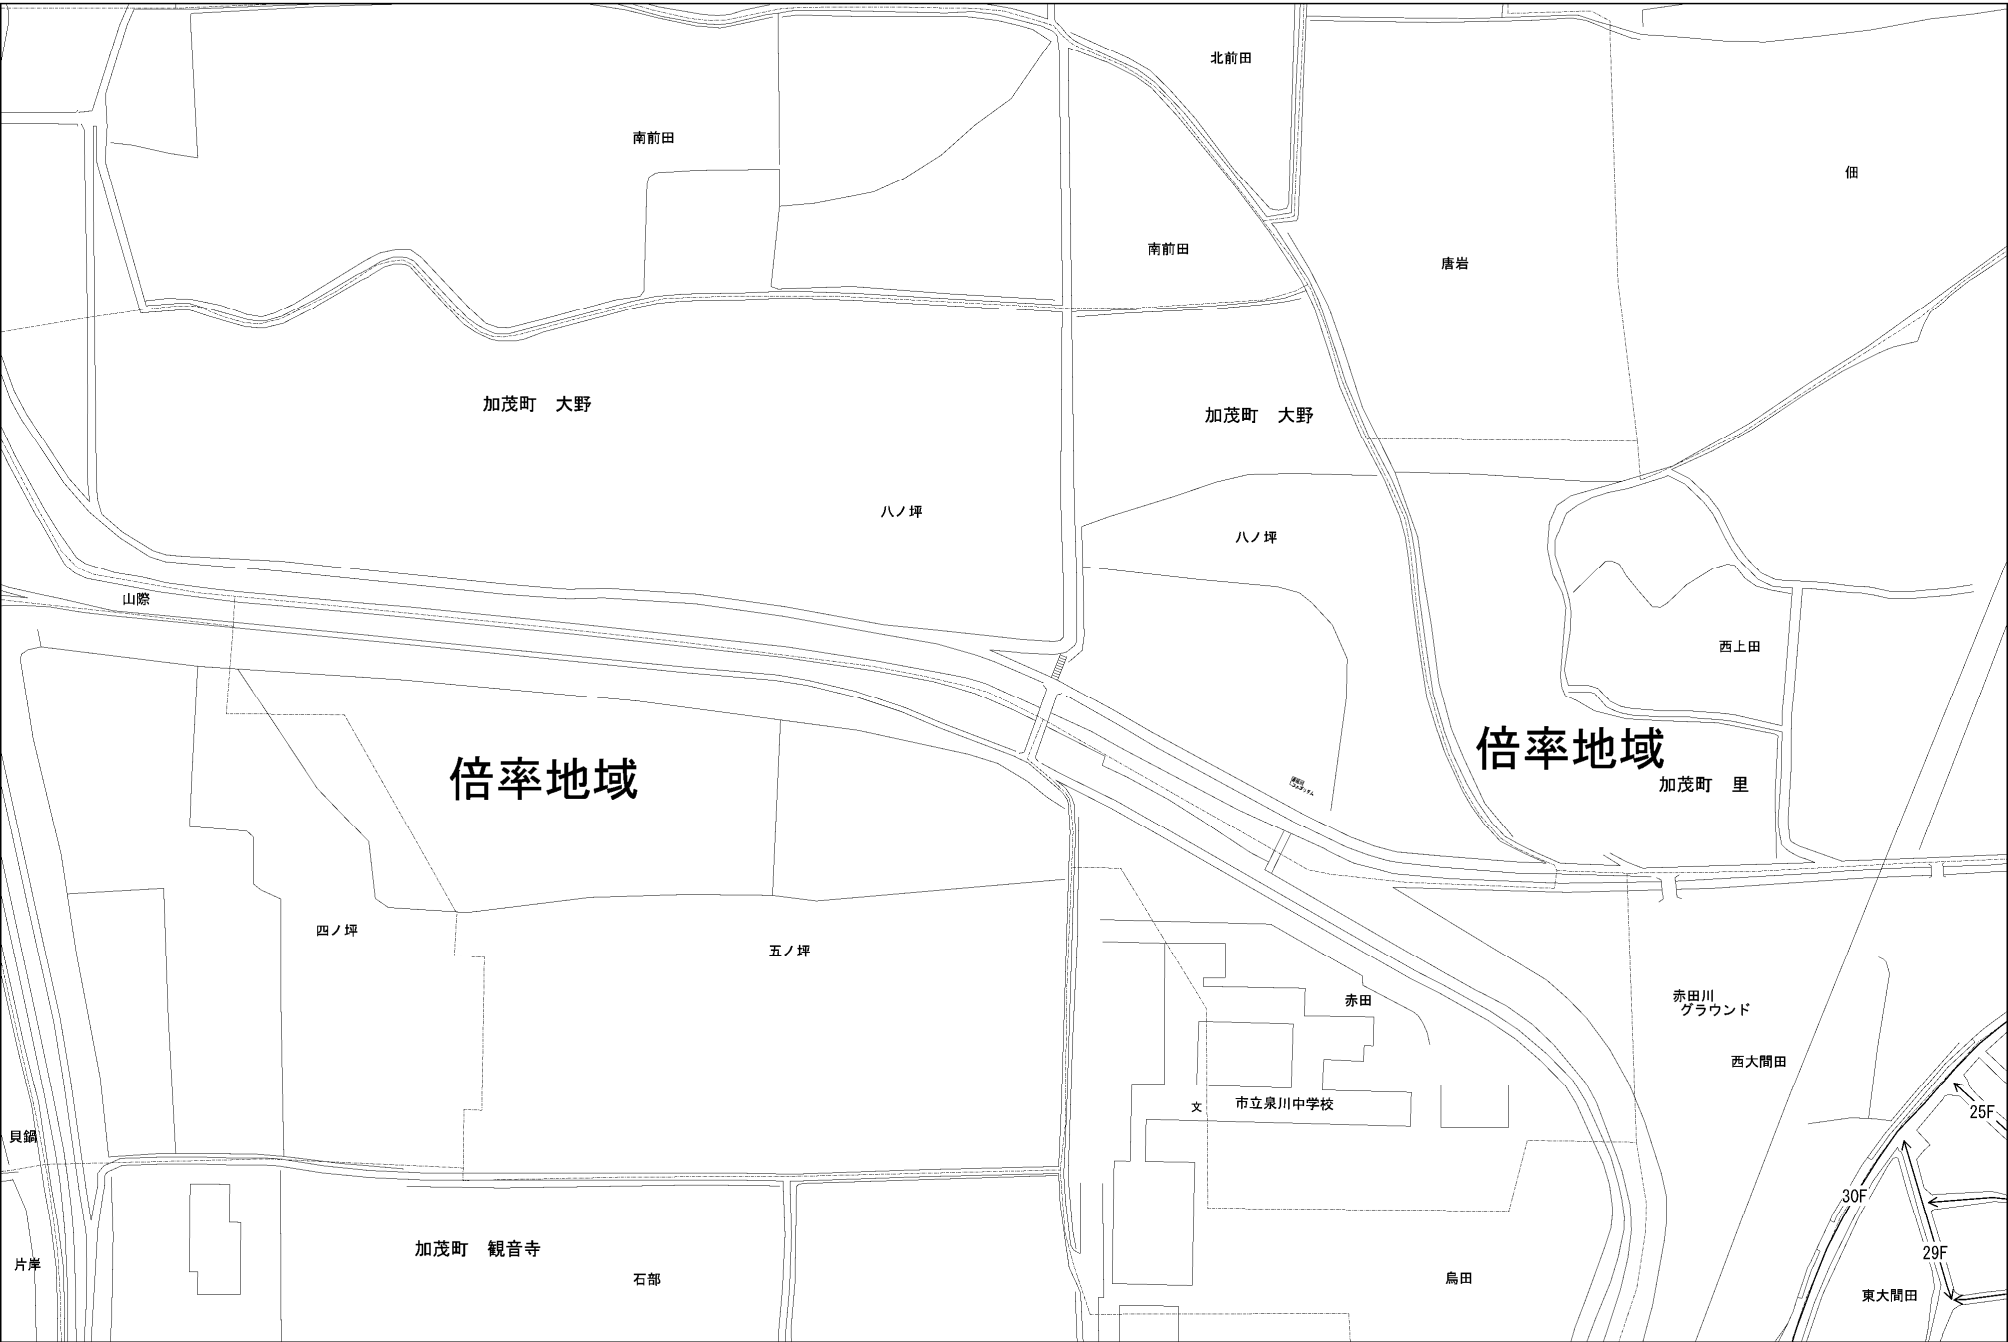 北前田
南前田
佃
南前田
唐岩
加茂町　大野
加茂町　大野
八ノ坪
八ノ坪
山際
西上田
倍率地域
倍率地域
加茂町　里
四ノ坪
五ノ坪
赤田
赤田川
グラウンド
西大間田
文
市立泉川中学校
25F
貝鍋
30F
加茂町　観音寺
29F
片岸
石部
鳥田
東大間田